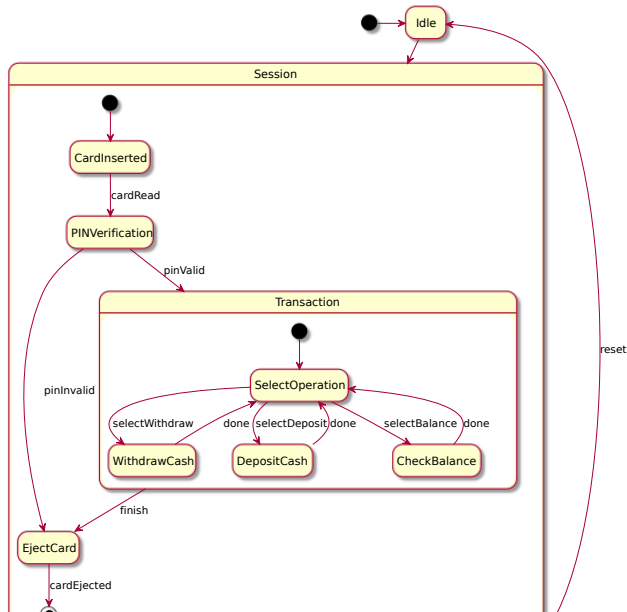 Idle
Session
CardInserted
cardRead
PINVerification
pinValid
Transaction
reset
SelectOperation
pinInvalid
selectWithdraw
done
selectDeposit
done
selectBalance
done
WithdrawCash
DepositCash
CheckBalance
finish
EjectCard
cardEjected